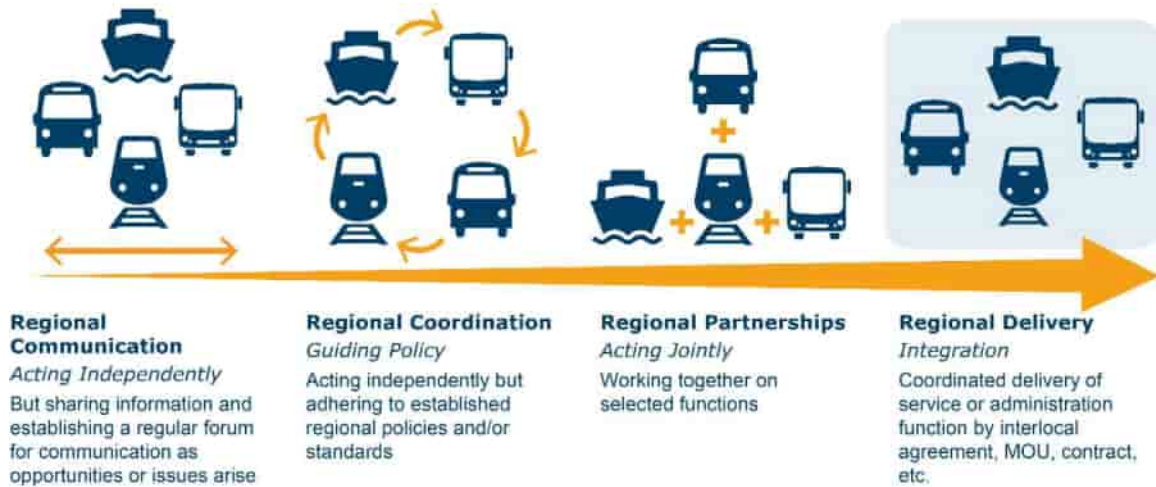 Regional
Communication
Acting Independently
But sharing information and
establishing a regular forum
for communication as
opportunities or issues arise
Regional Coordination
Guiding Policy
Acting independently but
adhering to established
regional policies and/or
standards
Regional Partnerships
Acting Jointly
Working together on
selected functions
Regional Delivery
Integration
Coordinated delivery of
service or administration
function by interlocal
agreement, MOU, contract,
etc.